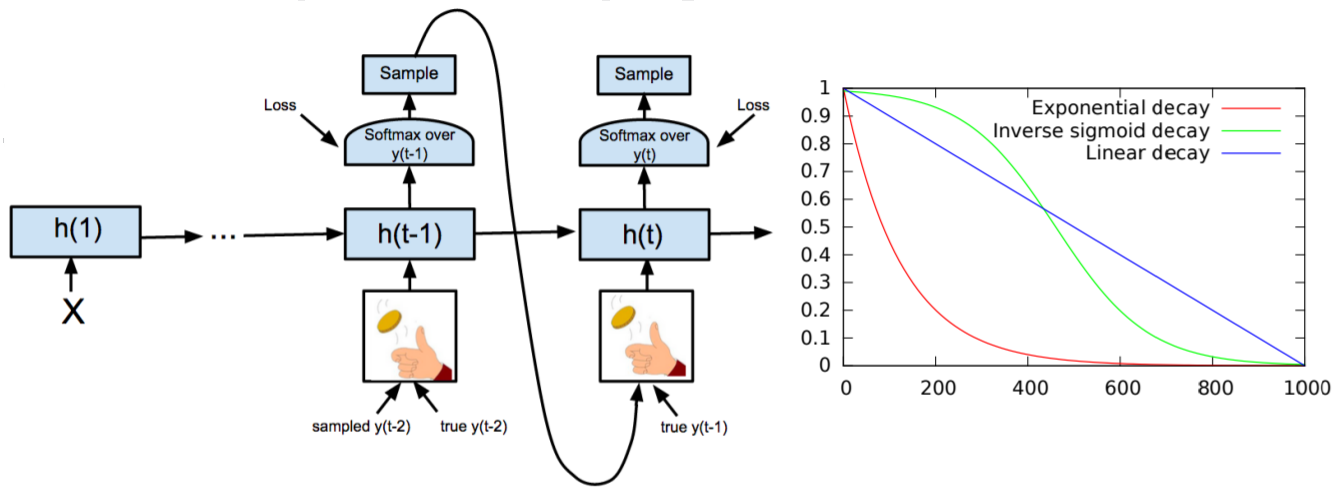 Sample
Sample
Loss
Loss
Softmax over
y(t-1)
Softmax over
y(t)
h(1)
...
h(t-1)
h(t)
X
sampled y(t-2)
true y(t-2)
true y(t-1)
1
0.9
0.8
0.7
0.6
0.5
0.4
0.3
0.2
0.1
0
Exponential decay
Inverse sigmoid decay
Linear decay
0
200
400
600
800
1000